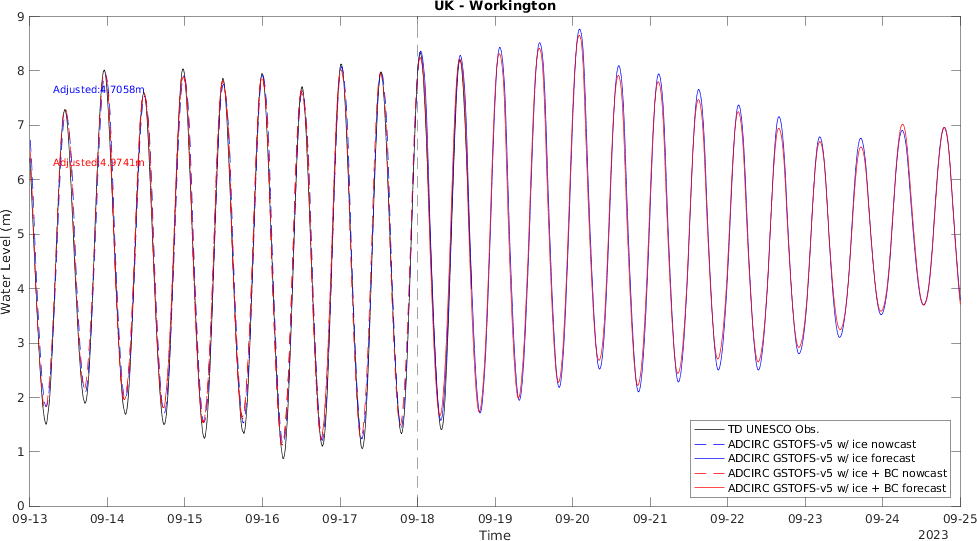 UK - Workington
Water Level (m)
9
8
7
6
5
4
3
2
1
0
Adjusted:4.7058m
Adjusted:4.9741m
TD UNESCO Obs.
ADCIRC GSTOFS-v5 w/ ice nowcast
ADCIRC GSTOFS-v5 w/ ice forecast
ADCIRC GSTOFS-v5 w/ ice + BC nowcast
ADCIRC GSTOFS-v5 w/ ice + BC forecast
09-13 09-14 09-15 09-16 09-17 09-18 09-19 09-20 09-21 09-22 09-23 09-24 09-25
Time
2023